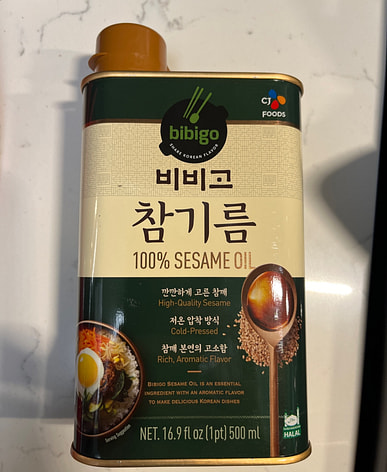 bibigo
SHARE KOREAN FLAVOR
CJ
FOODS
비비고
참기름
100% SESAME OIL
깐깐하게 고른 참깨
High-Quality Sesame
저온 압착 방식
Cold-Pressed
참깨 본연의 고소함
Rich, Aromatic Flavor
BIBIGO SESAME OIL IS AN ESSENTIAL
INGREDIENT WITH AN AROMATIC FLAVOR
TO MAKE DELICIOUS KOREAN DISHES
Serving Suggestion
NET. 16.9 fl oz (1pt) 500 ml
HALAL